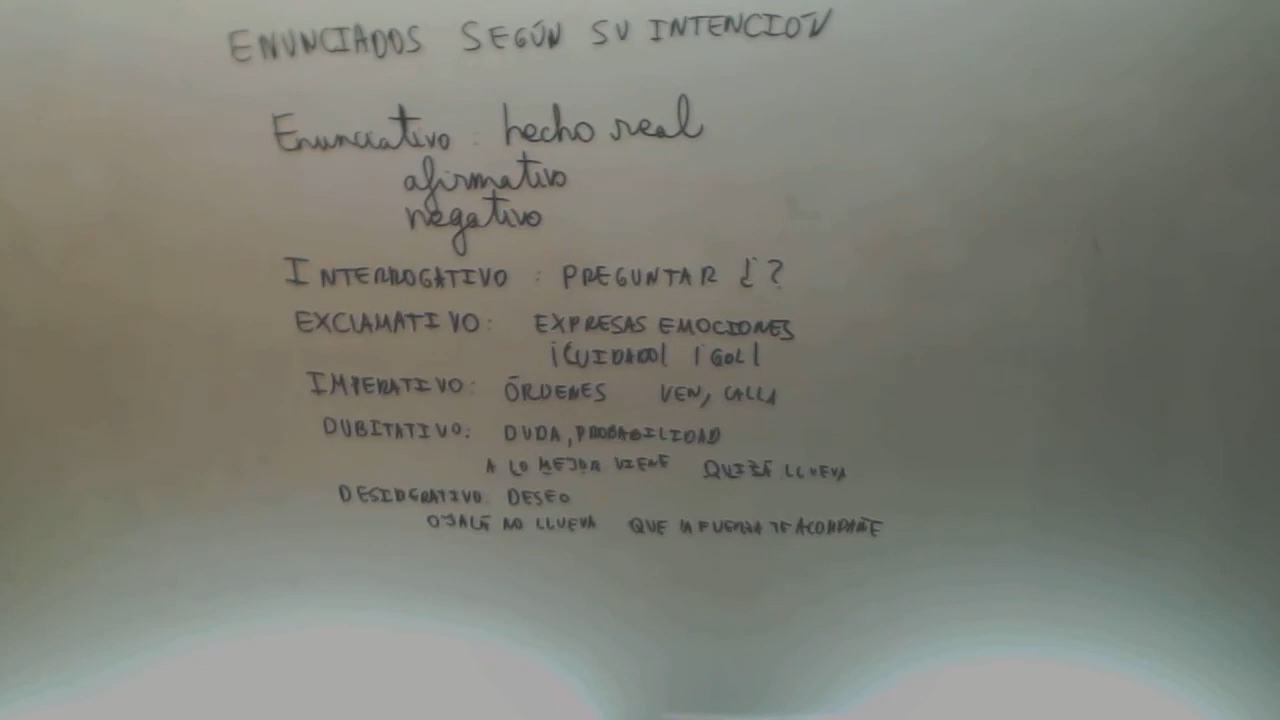 ENUNCIADOS SEGÚN SU INTENCIÓN
Enunciativo : hecho real
afirmativo
negativo
INTERROGATIVO : PREGUNTAR ¿?
EXCLAMATIVO: EXPRESAS EMOCIONES
¡CUIDADO! ¡GOL!
IMPERATIVO: ÓRDENES VEN, CALLA
DUBITATIVO: DUDA, PROBABILIDAD
A LO MEJOR VIENE QUIZÁ LLUEVA
DESIDERATIVO: DESEO
OJALÁ NO LLUEVA QUE LA FUERZA TE ACOMPAÑE